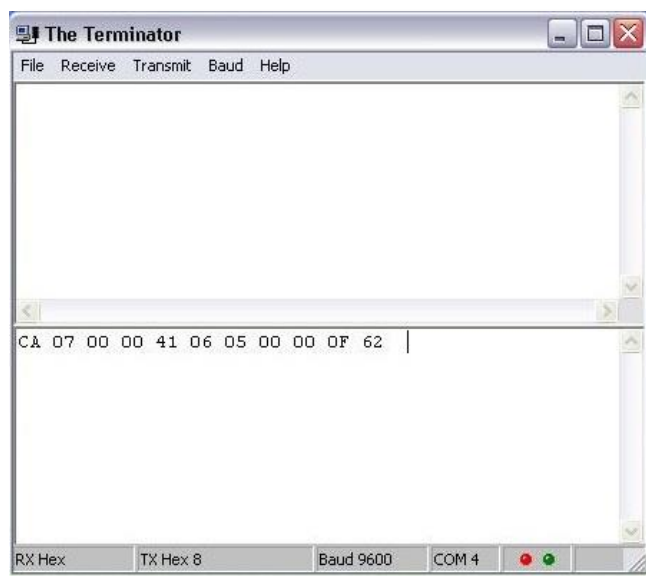 The Terminator
File Receive Transmit Baud Help
CA 07 00 00 41 06 05 00 00 0F 62
RX Hex TX Hex 8 Baud 9600 COM 4